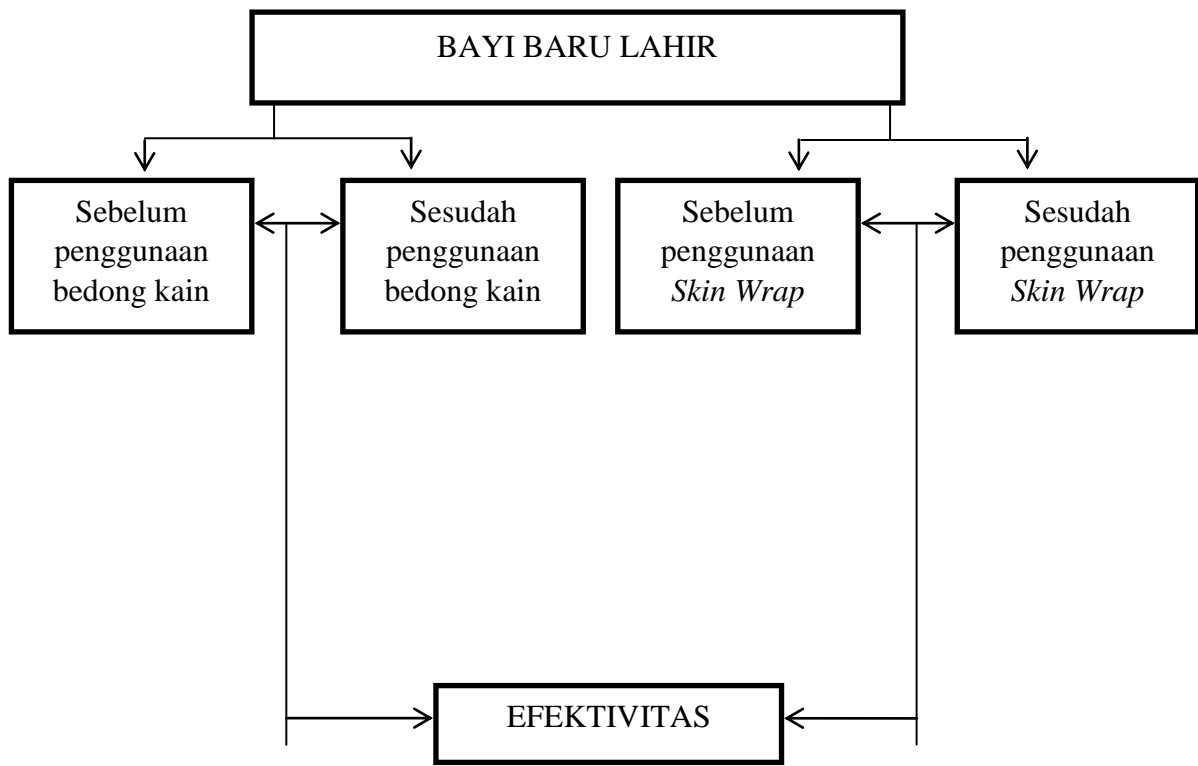 BAYI BARU LAHIR
Sebelum
penggunaan
bedong kain
Sesudah
penggunaan
bedong kain
Sebelum
penggunaan
Skin Wrap
Sesudah
penggunaan
Skin Wrap
EFEKTIVITAS